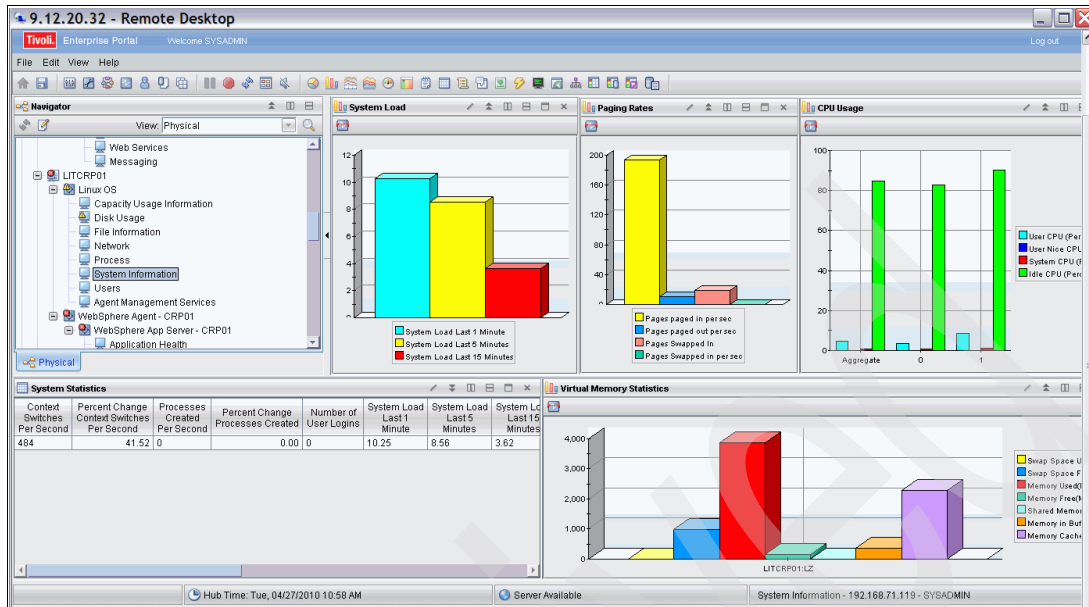 9.12.20.32 - Remote Desktop
Tivoli. Enterprise Portal Welcome SYSADMIN Log out
File Edit View Help
Navigator
View: Physical
Web Services
Messaging
LITCRP01
Linux OS
Capacity Usage Information
Disk Usage
File Information
Network
Process
System Information
Users
Agent Management Services
WebSphere Agent - CRP01
WebSphere App Server - CRP01
Application Health
Physical
System Load
12
10
8
6
4
2
0
System Load Last 1 Minute
System Load Last 5 Minutes
System Load Last 15 Minutes
Paging Rates
200
160
120
80
40
0
Pages paged in per sec
Pages paged out per sec
Pages Swapped In
Pages Swapped in per sec
CPU Usage
100
80
60
40
20
0
Aggregate 0 1
User CPU (Per
User Nice CPU
System CPU (
Idle CPU (Perc
System Statistics
Context Switches Per Second
Percent Change Context Switches Per Second
Processes Created Per Second
Percent Change Processes Created
Number of User Logins
System Load Last 1 Minute
System Load Last 5 Minutes
System Lo Last 15 Minutes
484 41.52 0 0.00 0 10.25 8.56 3.62
Virtual Memory Statistics
4,000
3,000
2,000
1,000
0
LITCRP01:LZ
Swap Space U
Swap Space F
Memory Used(
Memory Free(
Shared Memor
Memory in Buf
Memory Cache
Hub Time: Tue, 04/27/2010 10:58 AM
Server Available
System Information - 192.168.71.119 - SYSADMIN